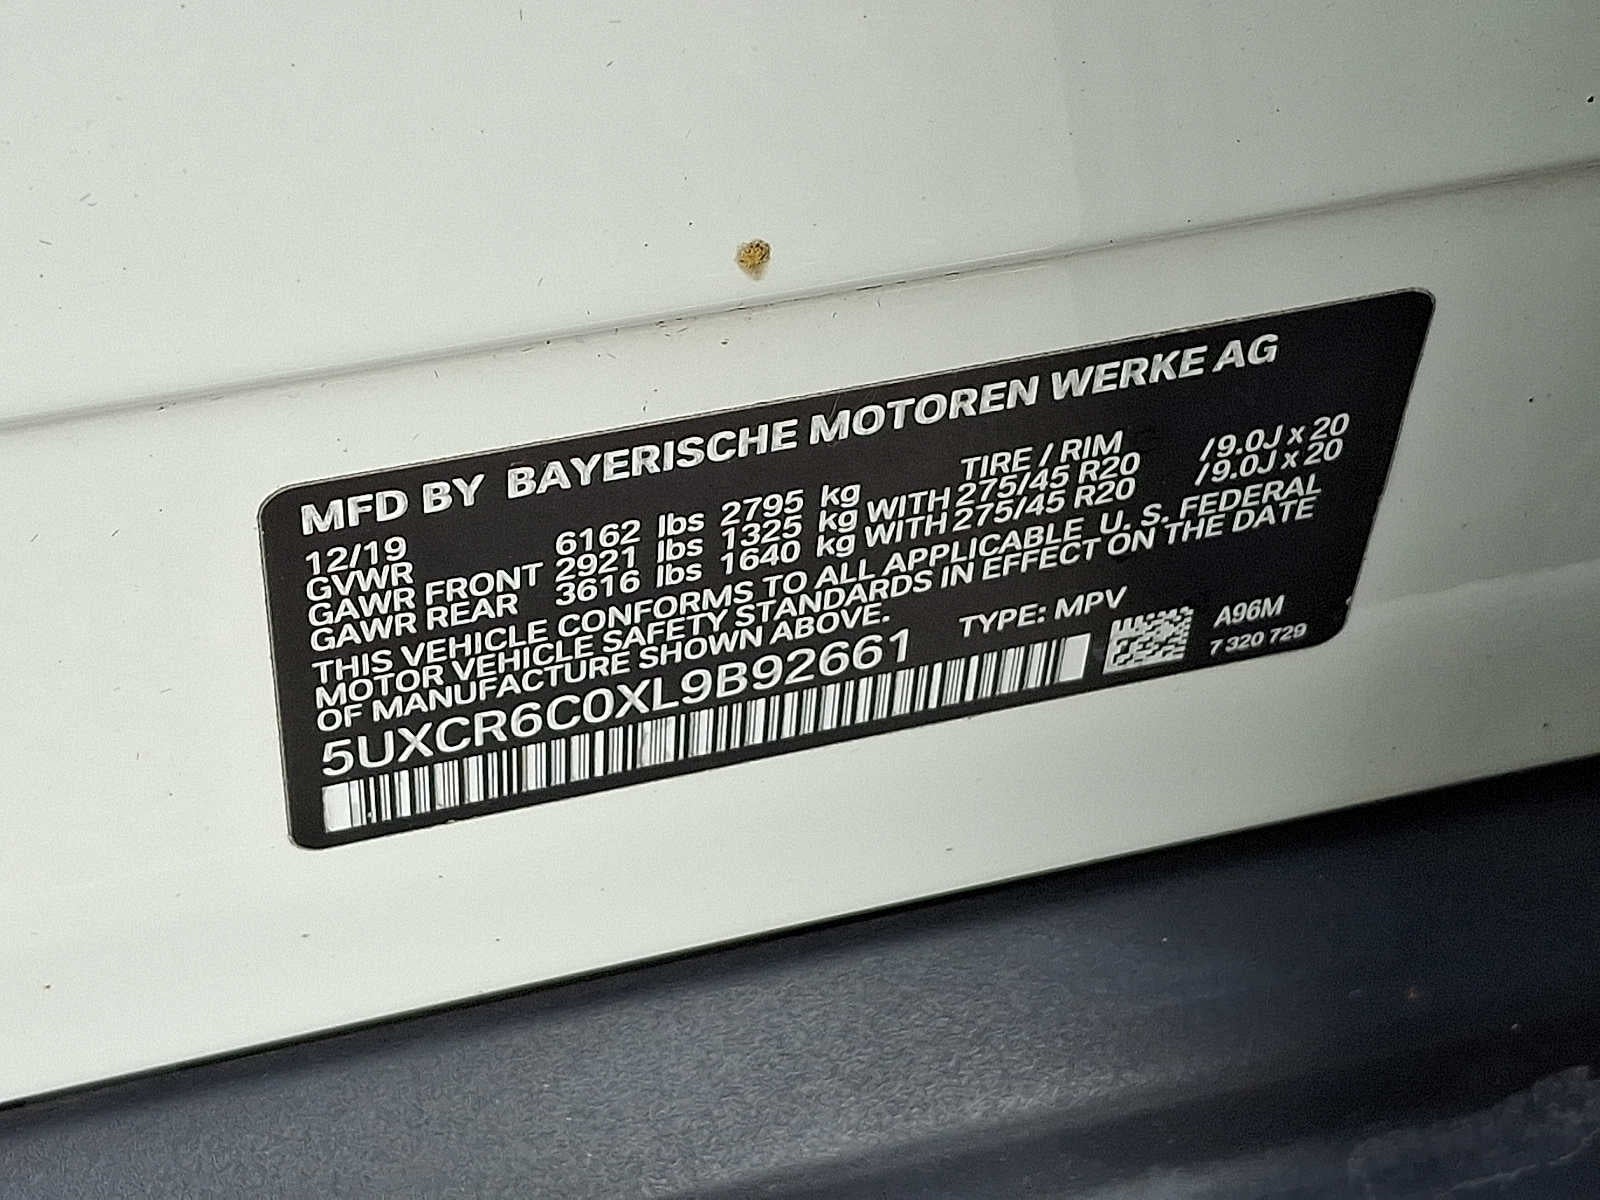 MFD BY BAYERISCHE MOTOREN WERKE AG
12/19 TIRE / RIM
GVWR 6162 lbs 2795 kg
GAWR FRONT 2921 lbs 1325 kg WITH 275/45 R20 /9.0J x 20
GAWR REAR 3616 lbs 1640 kg WITH 275/45 R20 /9.0J x 20
THIS VEHICLE CONFORMS TO ALL APPLICABLE U. S. FEDERAL
MOTOR VEHICLE SAFETY STANDARDS IN EFFECT ON THE DATE
OF MANUFACTURE SHOWN ABOVE.
5UXCR6C0XL9B92661 TYPE: MPV
A96M
7 320 729